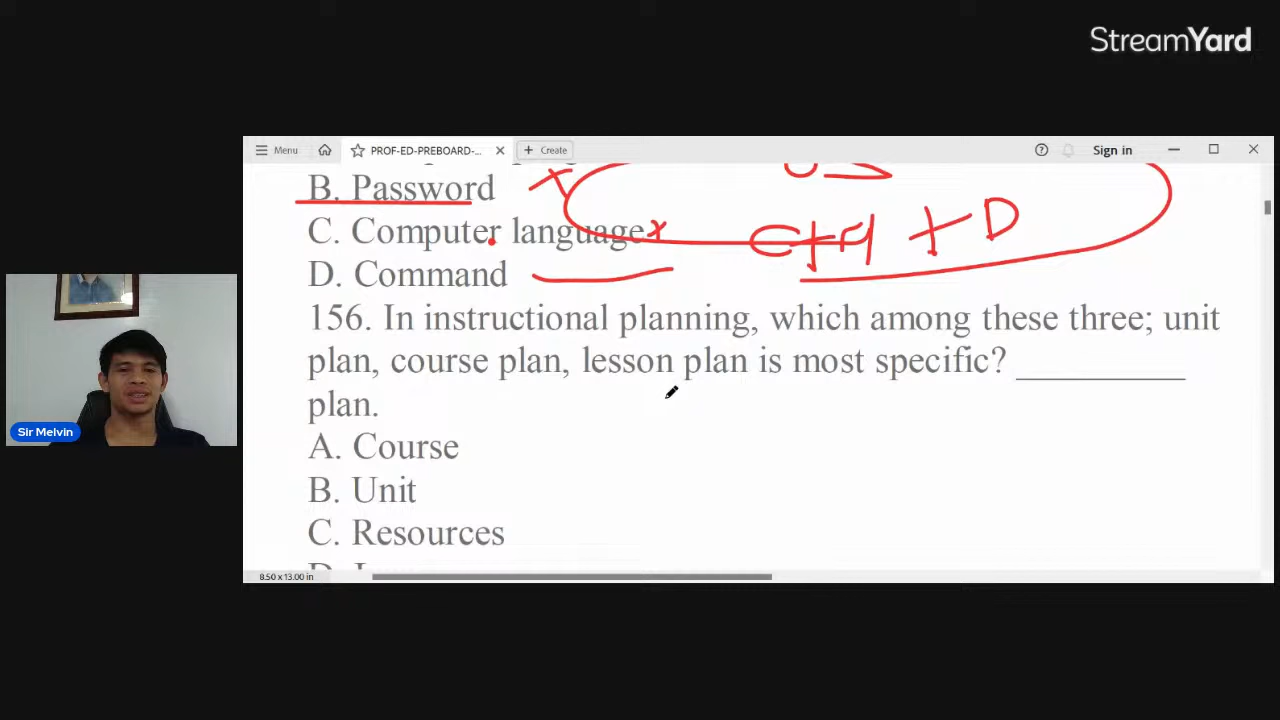 StreamYard
Menu
PROF-ED-PREBOARD-...
Create
Sign in
B. Password
C. Computer language
Ctrl + D
D. Command
156. In instructional planning, which among these three; unit
plan, course plan, lesson plan is most specific? __________
plan.
A. Course
B. Unit
C. Resources
Sir Melvin
8.50 x 13.00 in